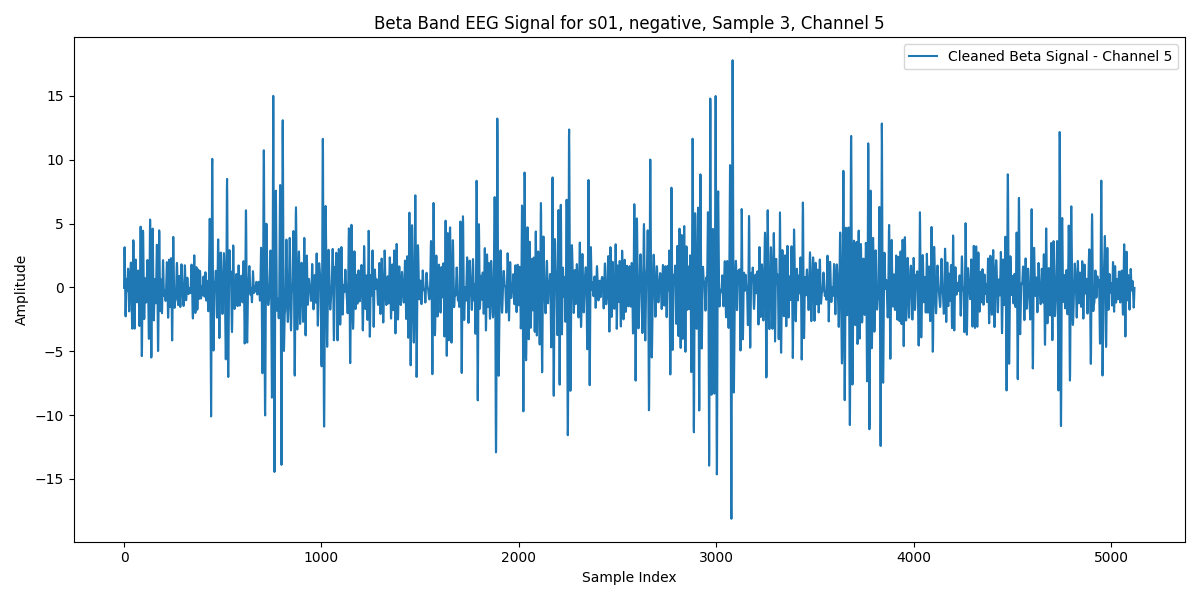 Beta Band EEG Signal for s01, negative, Sample 3, Channel 5
Cleaned Beta Signal - Channel 5
Amplitude
15
10
5
0
−5
−10
−15
0 1000 2000 3000 4000 5000
Sample Index